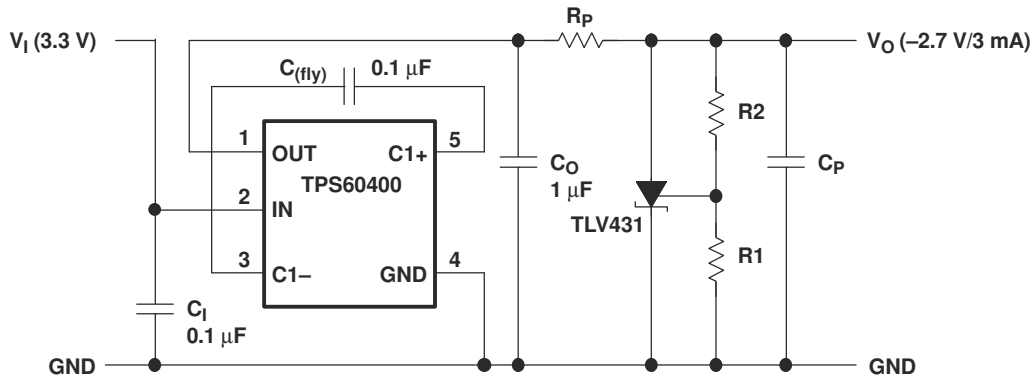 V_I (3.3 V)
R_P
V_O (–2.7 V/3 mA)
C_(fly)
0.1 µF
R2
1
OUT
C1+
5
TPS60400
C_O
1 µF
C_P
2
IN
TLV431
3
C1–
GND
4
R1
C_I
0.1 µF
GND
GND